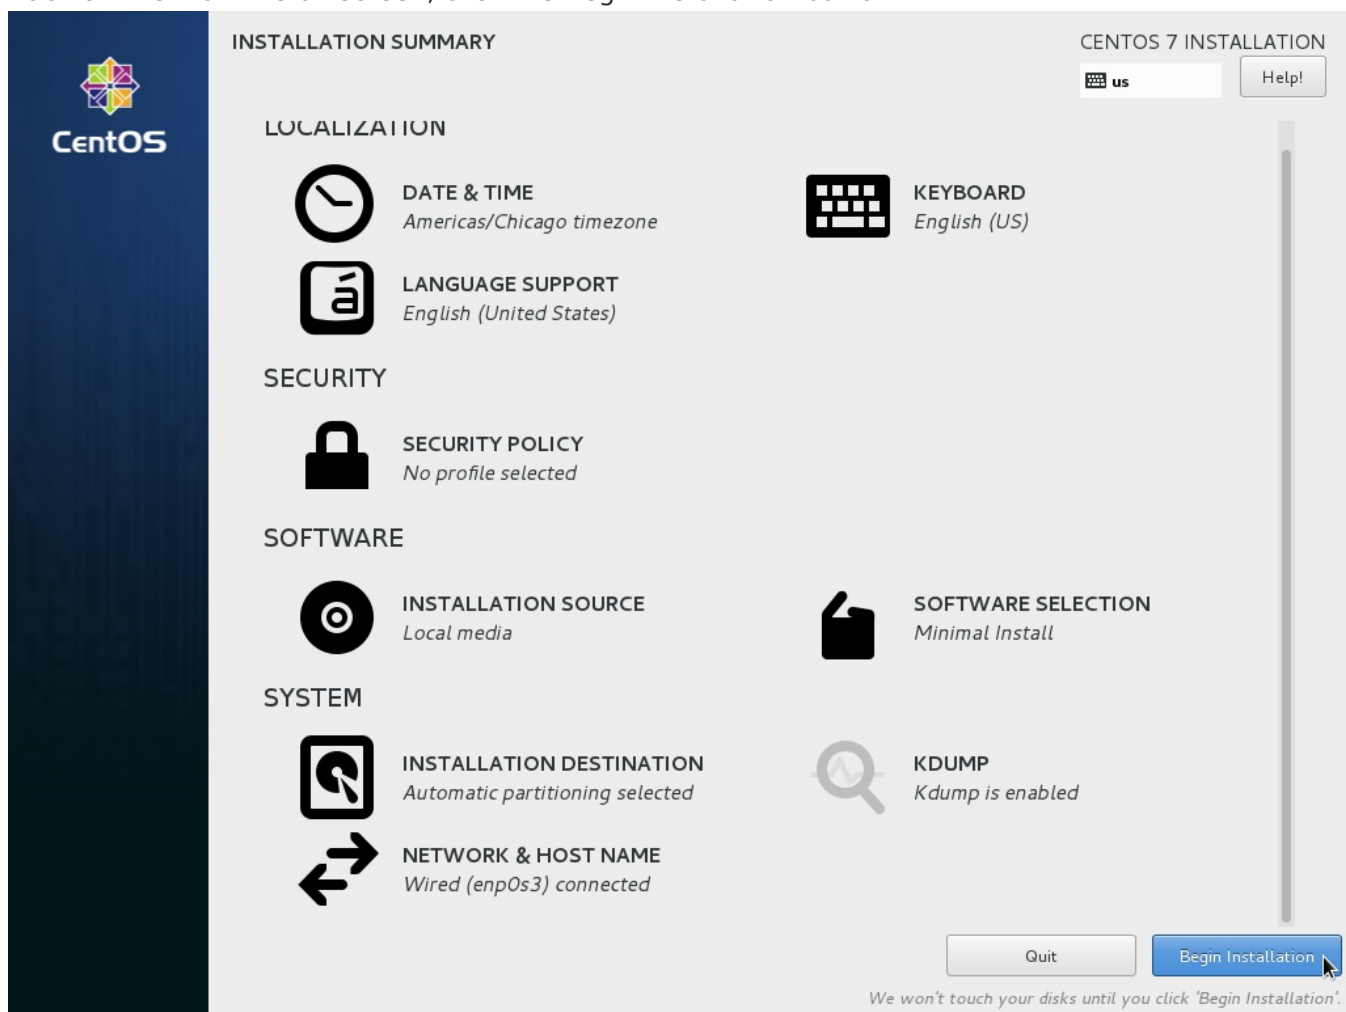 INSTALLATION SUMMARY
CENTOS 7 INSTALLATION
us
Help!
CentOS
LOCALIZATION
DATE & TIME
Americas/Chicago timezone
KEYBOARD
English (US)
LANGUAGE SUPPORT
English (United States)
SECURITY
SECURITY POLICY
No profile selected
SOFTWARE
INSTALLATION SOURCE
Local media
SOFTWARE SELECTION
Minimal Install
SYSTEM
INSTALLATION DESTINATION
Automatic partitioning selected
KDUMP
Kdump is enabled
NETWORK & HOST NAME
Wired (enp0s3) connected
Quit
Begin Installation
We won't touch your disks until you click 'Begin Installation'.